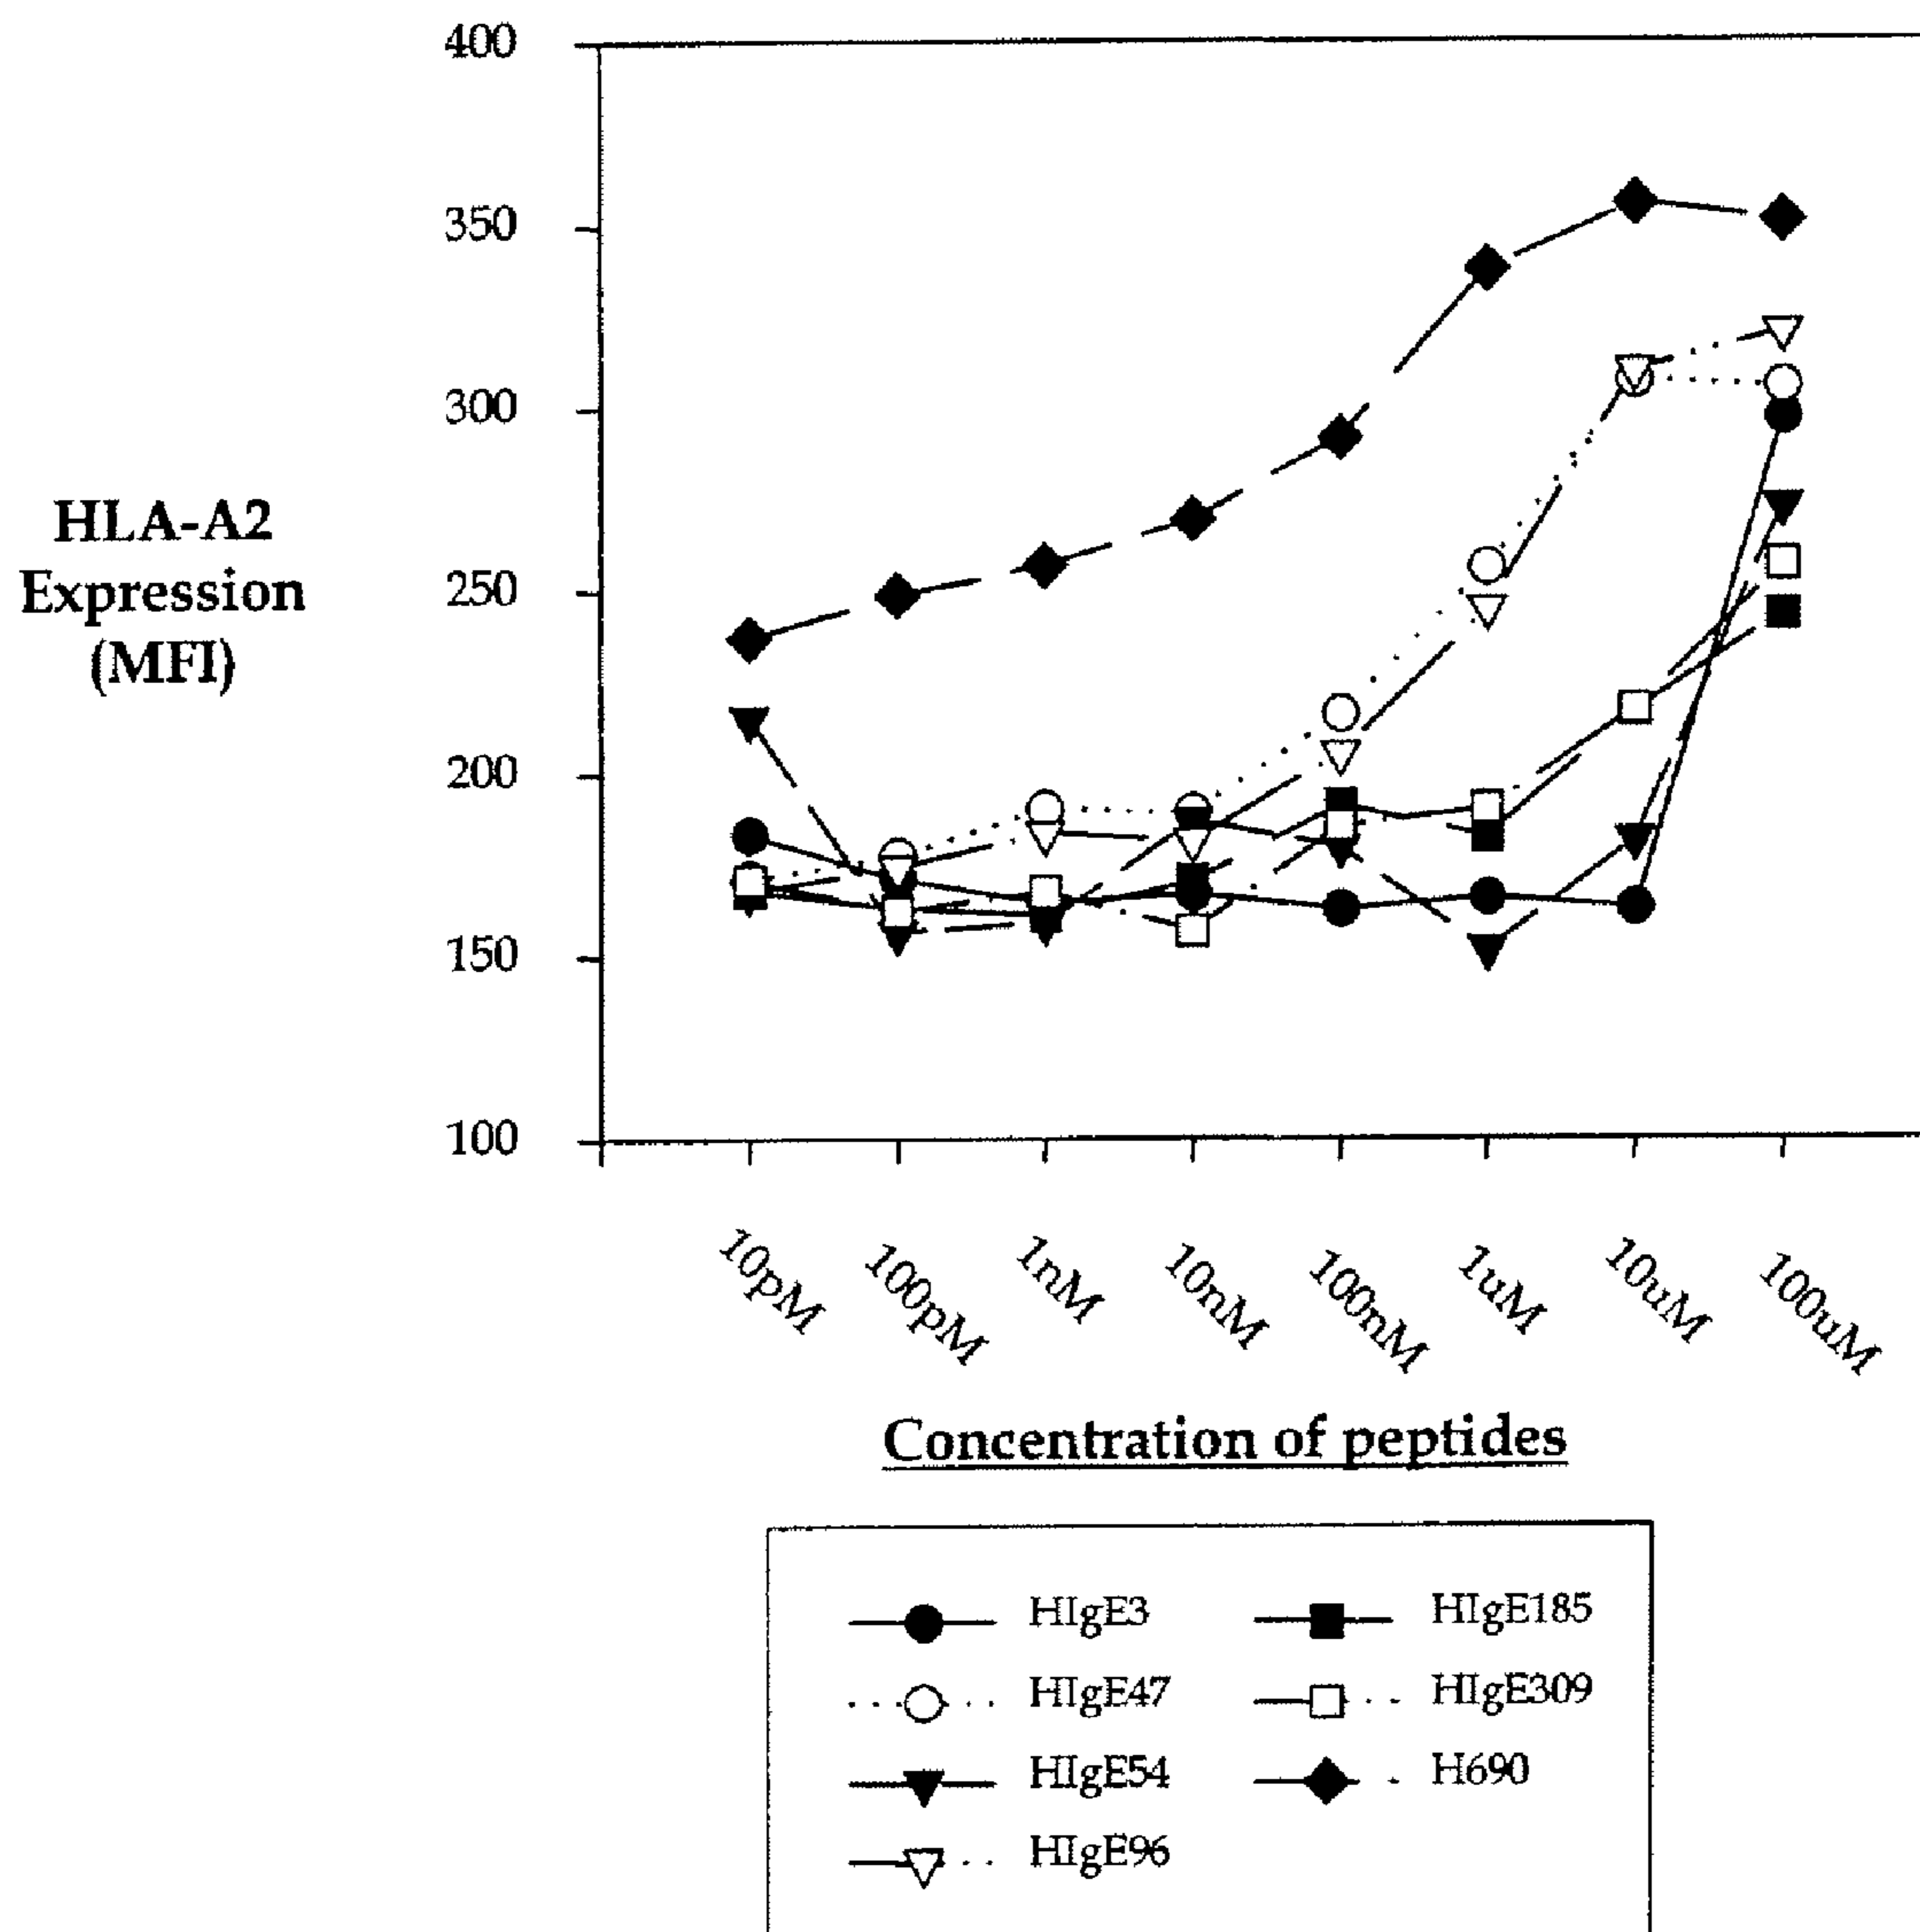 400
350
300
250
200
150
100
HLA-A2
Expression
(MFI)
10pM
100pM
1nM
10nM
100nM
1uM
10uM
100uM
Concentration of peptides
HIgE3
HIgE47
HIgE54
HIgE96
HIgE185
HIgE309
H690